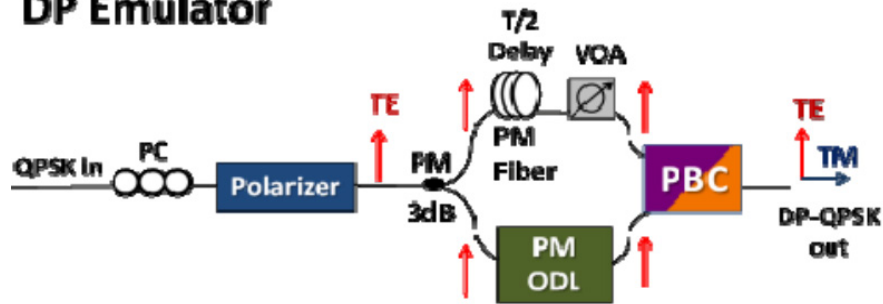 DP Emulator
T/2
Delay
VOA
TE
PM
Fiber
TE
QPSK in
PC
Polarizer
PM
3dB
PBC
TM
DP-QPSK
out
PM
ODL